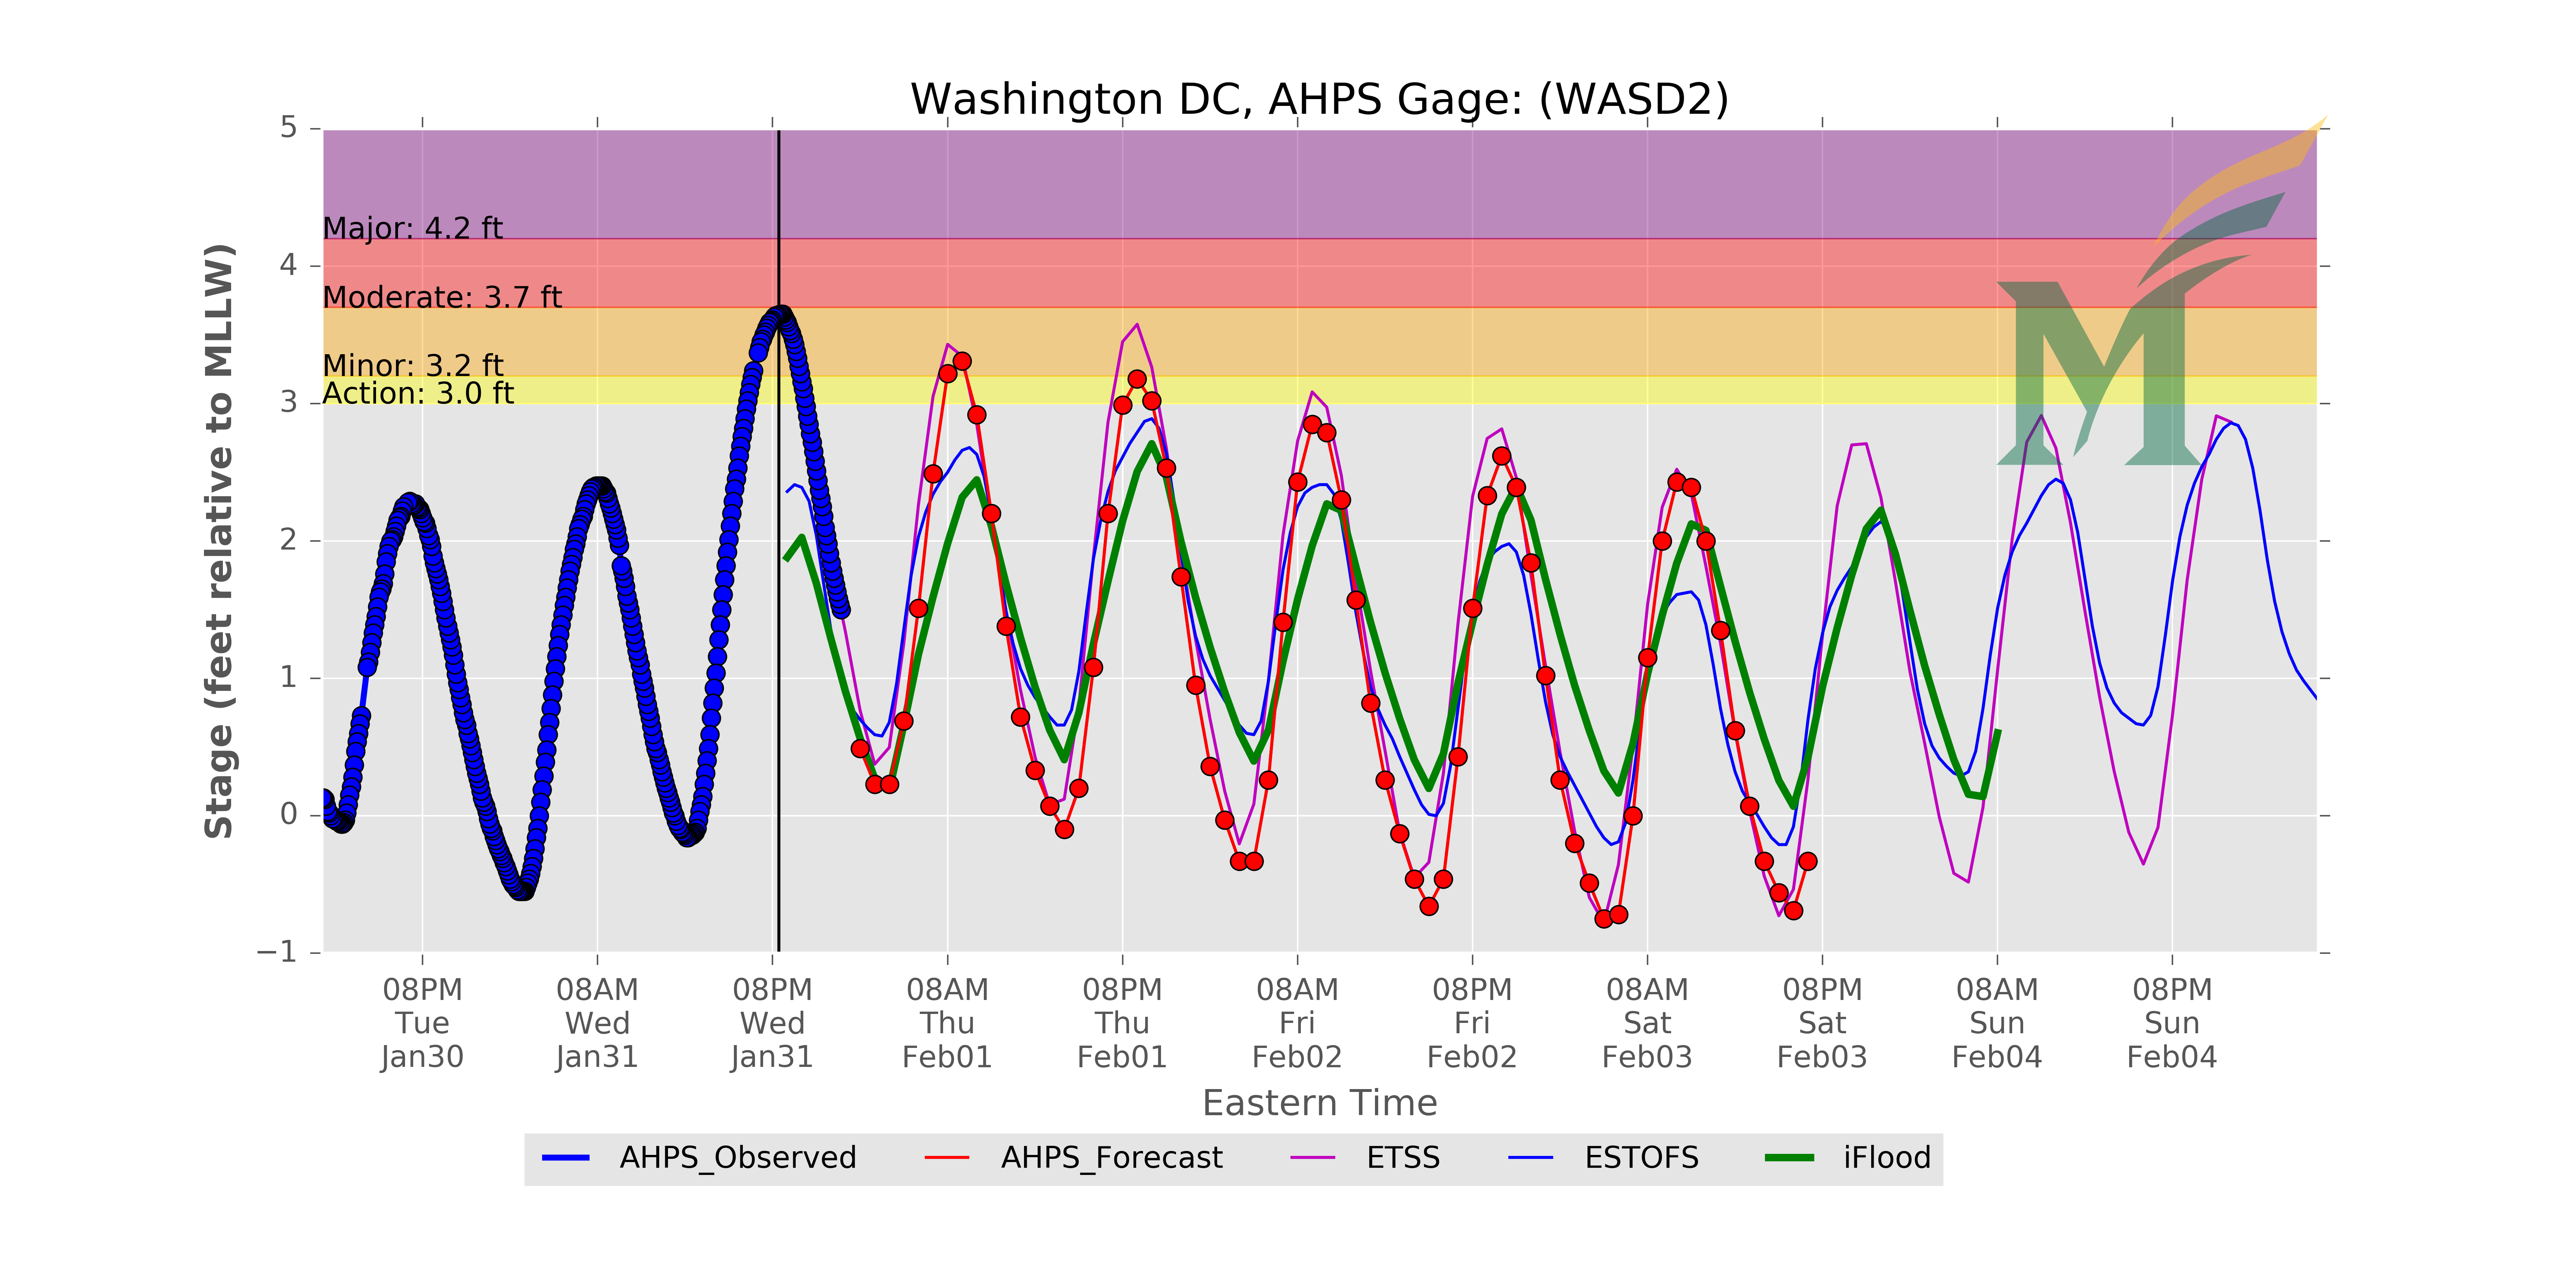 Washington DC, AHPS Gage: (WASD2)
5
4
3
2
1
0
−1
Stage (feet relative to MLLW)
Major: 4.2 ft
Moderate: 3.7 ft
Minor: 3.2 ft
Action: 3.0 ft
08PM
Tue
Jan30
08AM
Wed
Jan31
08PM
Wed
Jan31
08AM
Thu
Feb01
08PM
Thu
Feb01
08AM
Fri
Feb02
08PM
Fri
Feb02
08AM
Sat
Feb03
08PM
Sat
Feb03
08AM
Sun
Feb04
08PM
Sun
Feb04
Eastern Time
AHPS_Observed
AHPS_Forecast
ETSS
ESTOFS
iFlood
M